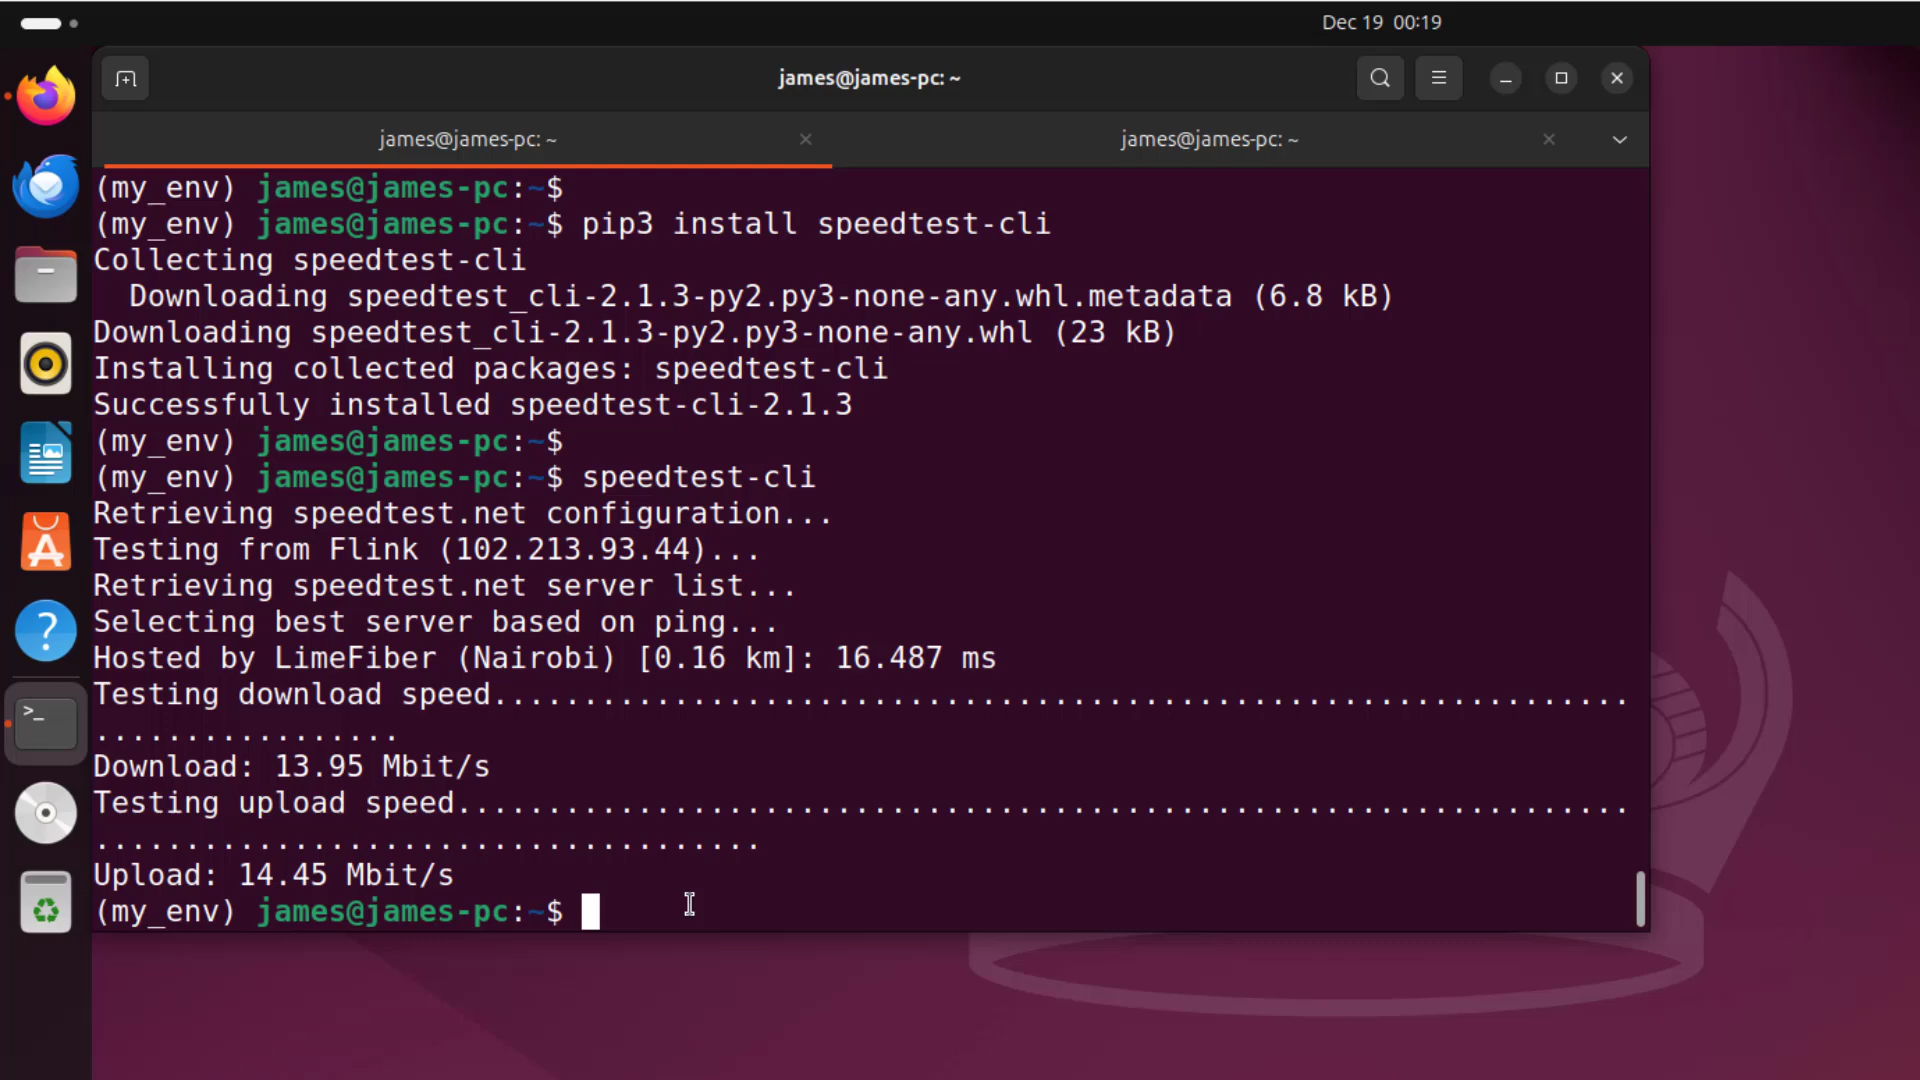 Dec 19 00:19
james@james-pc: ~
james@james-pc: ~
james@james-pc: ~
(my_env) james@james-pc:~$
(my_env) james@james-pc:~$ pip3 install speedtest-cli
Collecting speedtest-cli
  Downloading speedtest_cli-2.1.3-py2.py3-none-any.whl.metadata (6.8 kB)
Downloading speedtest_cli-2.1.3-py2.py3-none-any.whl (23 kB)
Installing collected packages: speedtest-cli
Successfully installed speedtest-cli-2.1.3
(my_env) james@james-pc:~$
(my_env) james@james-pc:~$ speedtest-cli
Retrieving speedtest.net configuration...
Testing from Flink (102.213.93.44)...
Retrieving speedtest.net server list...
Selecting best server based on ping...
Hosted by LimeFiber (Nairobi) [0.16 km]: 16.487 ms
Testing download speed...............................................................
.................
Download: 13.95 Mbit/s
Testing upload speed.................................................................
.....................................
Upload: 14.45 Mbit/s
(my_env) james@james-pc:~$